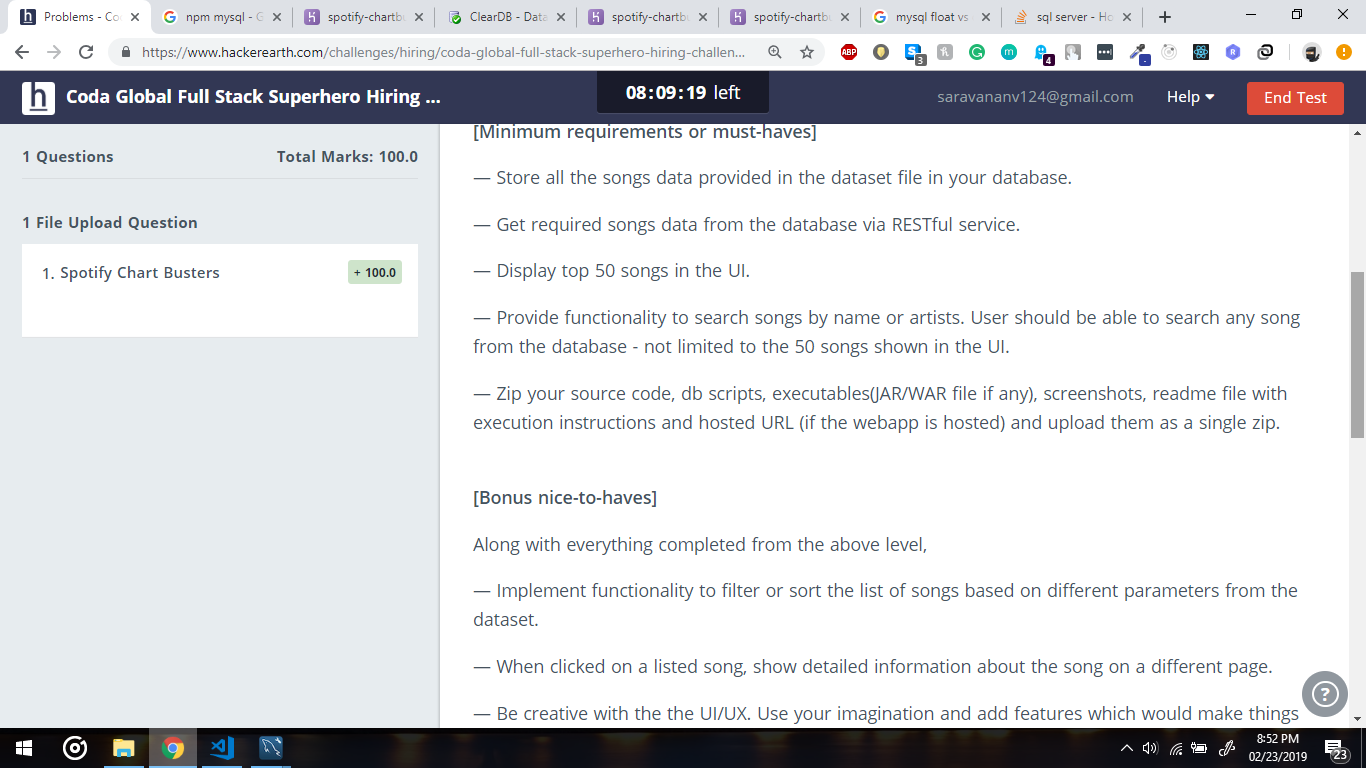 Problems - Co
npm mysql - G
spotify-chartb
ClearDB - Data
spotify-chartb
spotify-chartb
mysql float vs
sql server - Ho
https://www.hackerearth.com/challenges/hiring/coda-global-full-stack-superhero-hiring-challen...
ABP
3
4
Coda Global Full Stack Superhero Hiring ...
08:09:19 left
saravananv124@gmail.com
Help
End Test
1 Questions
Total Marks: 100.0
1 File Upload Question
1. Spotify Chart Busters
+ 100.0
[Minimum requirements or must-haves]
— Store all the songs data provided in the dataset file in your database.
— Get required songs data from the database via RESTful service.
— Display top 50 songs in the UI.
— Provide functionality to search songs by name or artists. User should be able to search any song
from the database - not limited to the 50 songs shown in the UI.
— Zip your source code, db scripts, executables(JAR/WAR file if any), screenshots, readme file with
execution instructions and hosted URL (if the webapp is hosted) and upload them as a single zip.
[Bonus nice-to-haves]
Along with everything completed from the above level,
— Implement functionality to filter or sort the list of songs based on different parameters from the
dataset.
— When clicked on a listed song, show detailed information about the song on a different page.
— Be creative with the the UI/UX. Use your imagination and add features which would make things
?
8:52 PM
02/23/2019
23